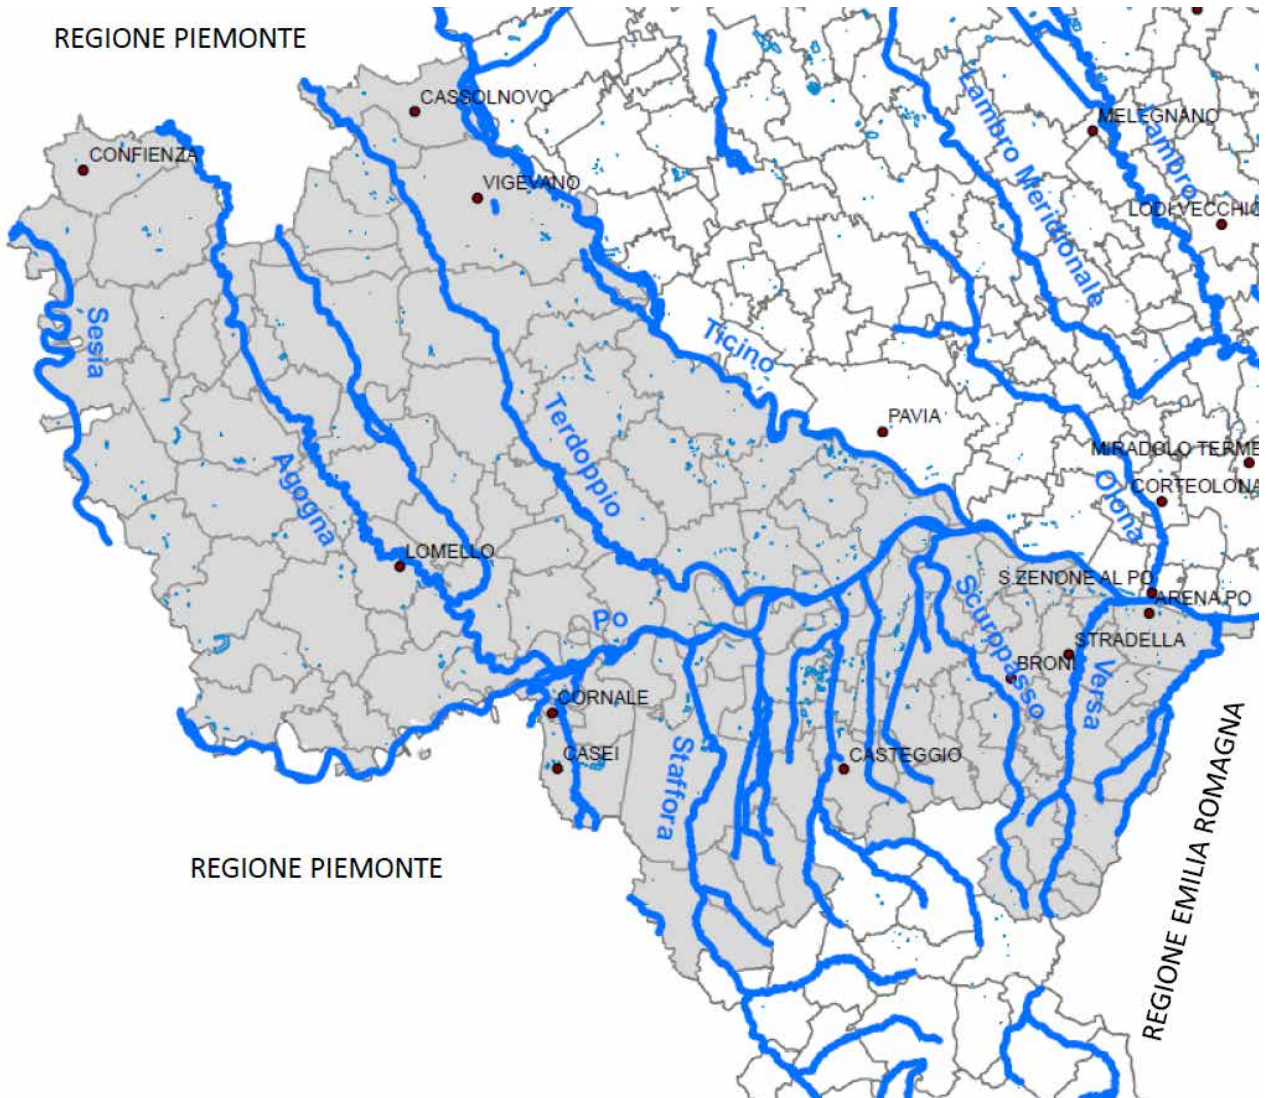 REGIONE PIEMONTE
CASSOLNOVO
Lambro Meridionale
MELEGNANO
Lambro
CONFIENZA
VIGEVANO
LODI VECCHIO
Sesia
Ticino
Terdoppio
PAVIA
MIRADOLO TERME
Agogna
Olona
CORTEOLONA
LOMELLO
S.ZENONE AL PO
ARENA PO
Scuropasso
Po
STRADELLA
BRONI
Versa
CORNALE
Staffora
CASEI
CASTEGGIO
REGIONE PIEMONTE
REGIONE EMILIA ROMAGNA